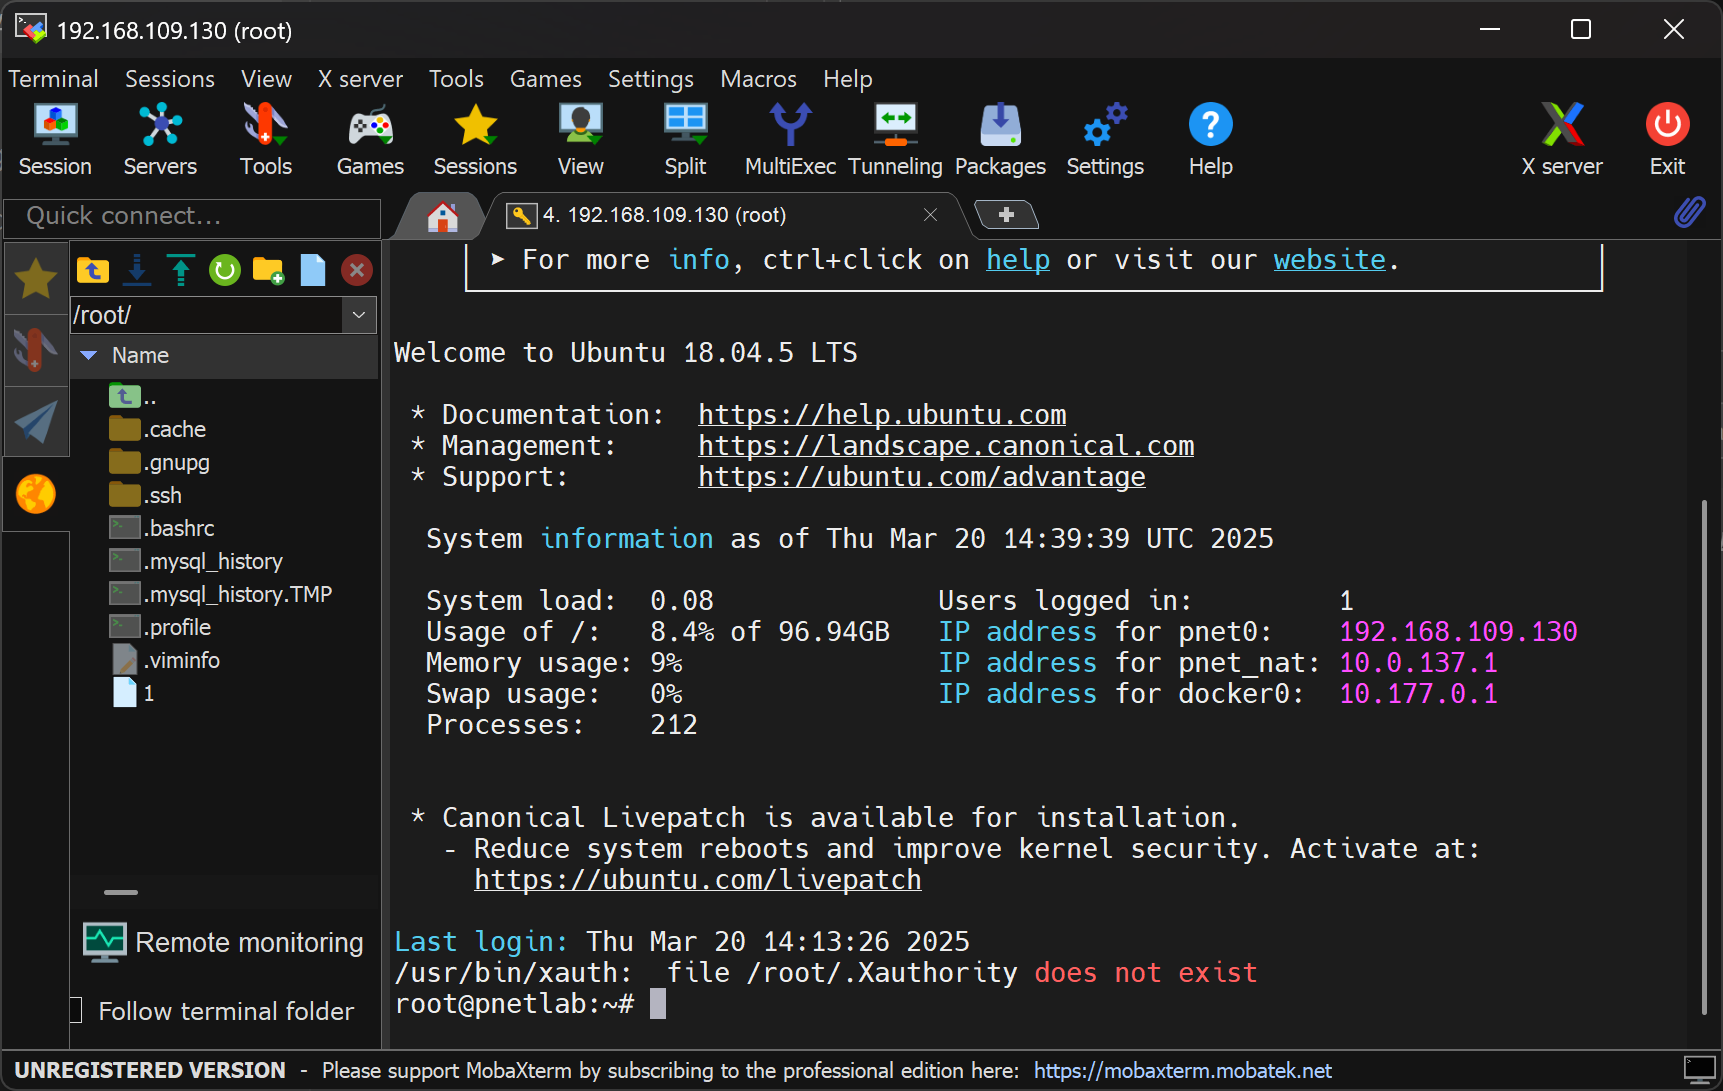 192.168.109.130 (root)
Terminal Sessions View X server Tools Games Settings Macros Help
Session Servers Tools Games Sessions View Split MultiExec Tunneling Packages Settings Help X server Exit
Quick connect...
4. 192.168.109.130 (root)
/root/
Name
..
.cache
.gnupg
.ssh
.bashrc
.mysql_history
.mysql_history.TMP
.profile
.viminfo
1
Remote monitoring
Follow terminal folder
➤ For more info, ctrl+click on help or visit our website.
Welcome to Ubuntu 18.04.5 LTS
* Documentation: https://help.ubuntu.com
* Management: https://landscape.canonical.com
* Support: https://ubuntu.com/advantage
System information as of Thu Mar 20 14:39:39 UTC 2025
System load: 0.08 Users logged in: 1
Usage of /: 8.4% of 96.94GB IP address for pnet0: 192.168.109.130
Memory usage: 9% IP address for pnet_nat: 10.0.137.1
Swap usage: 0% IP address for docker0: 10.177.0.1
Processes: 212
* Canonical Livepatch is available for installation.
- Reduce system reboots and improve kernel security. Activate at:
https://ubuntu.com/livepatch
Last login: Thu Mar 20 14:13:26 2025
/usr/bin/xauth: file /root/.Xauthority does not exist
root@pnetlab:~#
UNREGISTERED VERSION - Please support MobaXterm by subscribing to the professional edition here: https://mobaxterm.mobatek.net